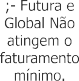 ;- Futura e
Global Não
atingem o
faturamento
mínimo.